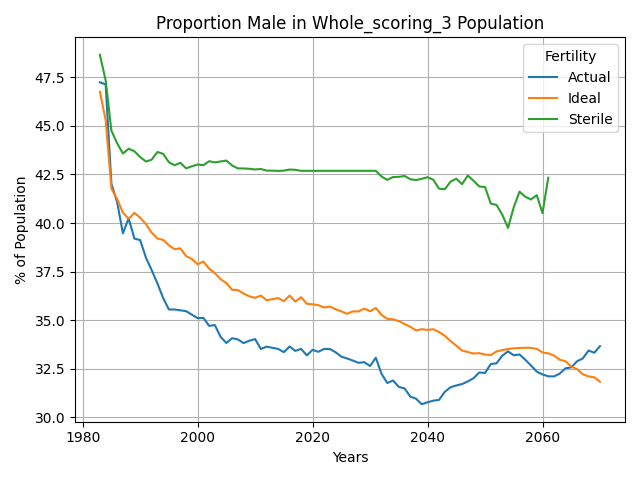 Proportion Male in Whole_scoring_3 Population
Fertility
Actual
Ideal
Sterile
% of Population
47.5
45.0
42.5
40.0
37.5
35.0
32.5
30.0
1980
2000
2020
2040
2060
Years